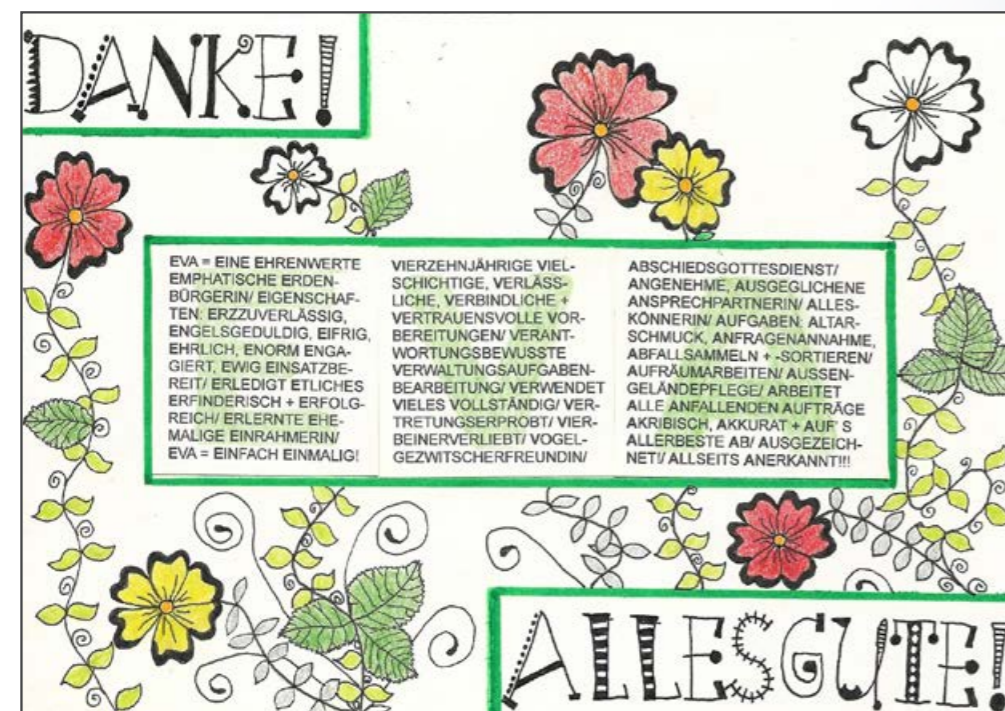 DANKE!
EVA = EINE EHRENWERTE
EMPHATISCHE ERDEN-
BÜRGERIN/ EIGENSCHAF-
TEN: ERZZUVERLÄSSIG,
ENGELSGEDULDIG, EIFRIG,
EHRLICH, ENORM ENGA-
GIERT, EWIG EINSATZBE-
REIT/ ERLEDIGT ETLICHES
ERFINDERISCH + ERFOLG-
REICH/ ERLERNTE EHE-
MALIGE EINRAHMERIN/
EVA = EINFACH EINMALIG!
VIERZEHNJÄHRIGE VIEL-
SCHICHTIGE, VERLÄSS-
LICHE, VERBINDLICHE +
VERTRAUENSVOLLE VOR-
BEREITUNGEN/ VERANT-
WORTUNGSBEWUSSTE
VERWALTUNGSAUFGABEN-
BEARBEITUNG/ VERWENDET
VIELES VOLLSTÄNDIG/ VER-
TRETUNGSERPROBT/ VIER-
BEINERVERLIEBT/ VOGEL-
GEZWITSCHERFREUNDIN/
ABSCHIEDSGOTTESDIENST/
ANGENEHME, AUSGEGLICHENE
ANSPRECHPARTNERIN/ ALLES-
KÖNNERIN/ AUFGABEN: ALTAR-
SCHMUCK, ANFRAGENANNAHME,
ABFALLSAMMELN + -SORTIEREN/
AUFRÄUMARBEITEN/ AUSSEN-
GELÄNDEPFLEGE/ ARBEITET
ALLE ANFALLENDEN AUFTRÄGE
AKRIBISCH, AKKURAT + AUF' S
ALLERBESTE AB/ AUSGEZEICH-
NET!/ ALLSEITS ANERKANNT!!!
ALLES GUTE!